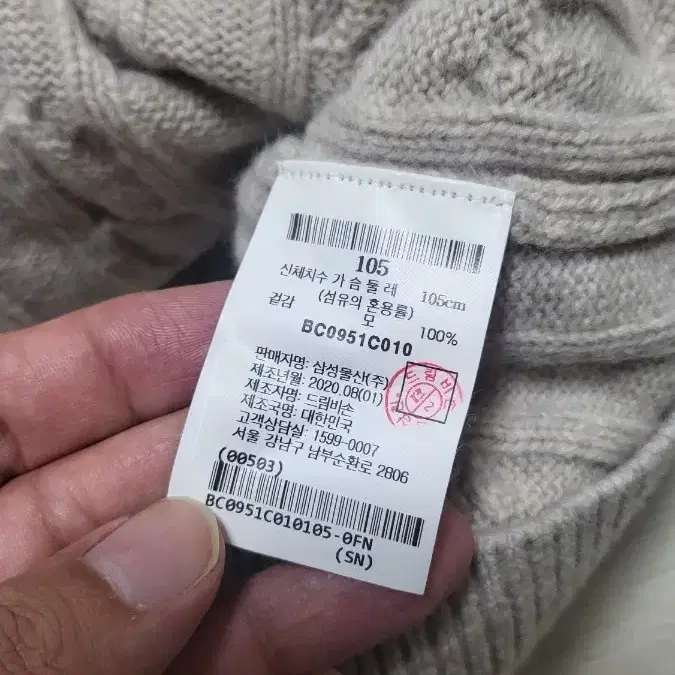 105
신체치수 가슴둘레 105cm
(섬유의 혼용률)
겉감 모 100%
BC0951C010
판매자명: 삼성물산(주)
제조년월: 2020.08(01)
제조자명: 드림비손
제조국명: 대한민국
고객상담실: 1599-0007
서울 강남구 남부순환로 2806
(00503)
BC0951C010105-0FN
(SN)
드림비